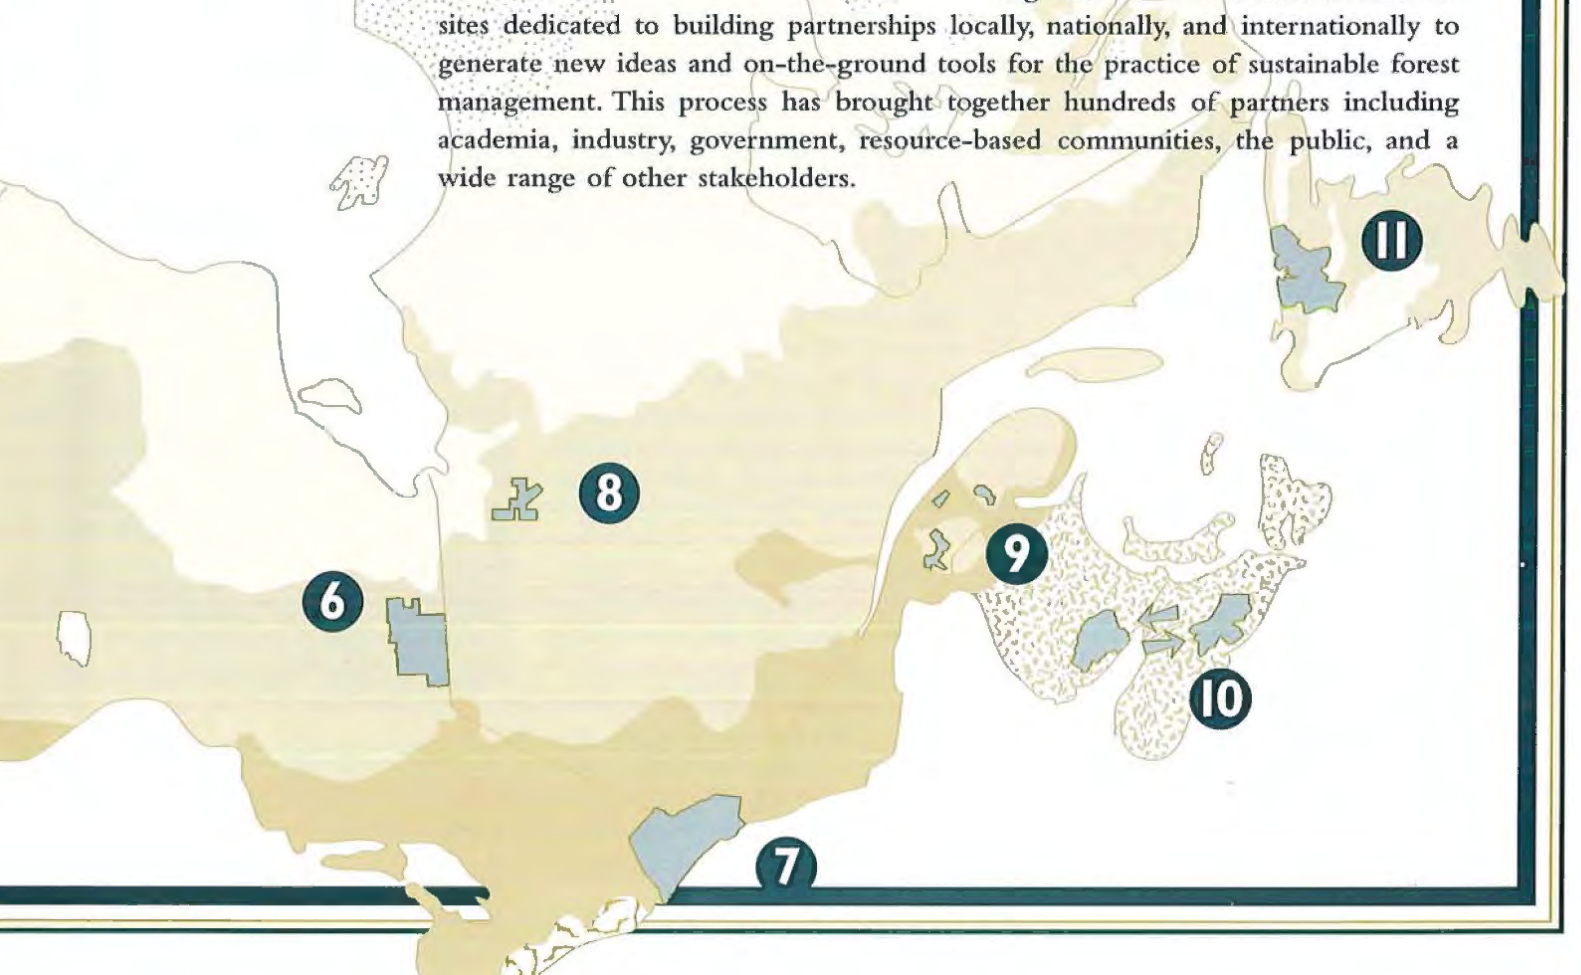 sites dedicated to building partnerships locally, nationally, and internationally to
generate new ideas and on-the-ground tools for the practice of sustainable forest
management. This process has brought together hundreds of partners including
academia, industry, government, resource-based communities, the public, and a
wide range of other stakeholders.
11
8
9
6
10
7